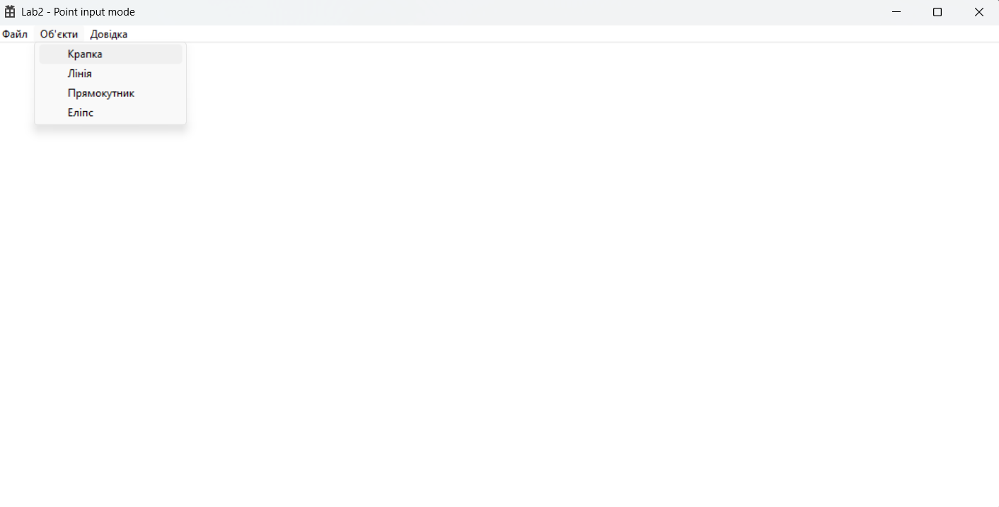 Lab2 - Point input mode
Файл Об'єкти Довідка
Крапка
Лінія
Прямокутник
Еліпс